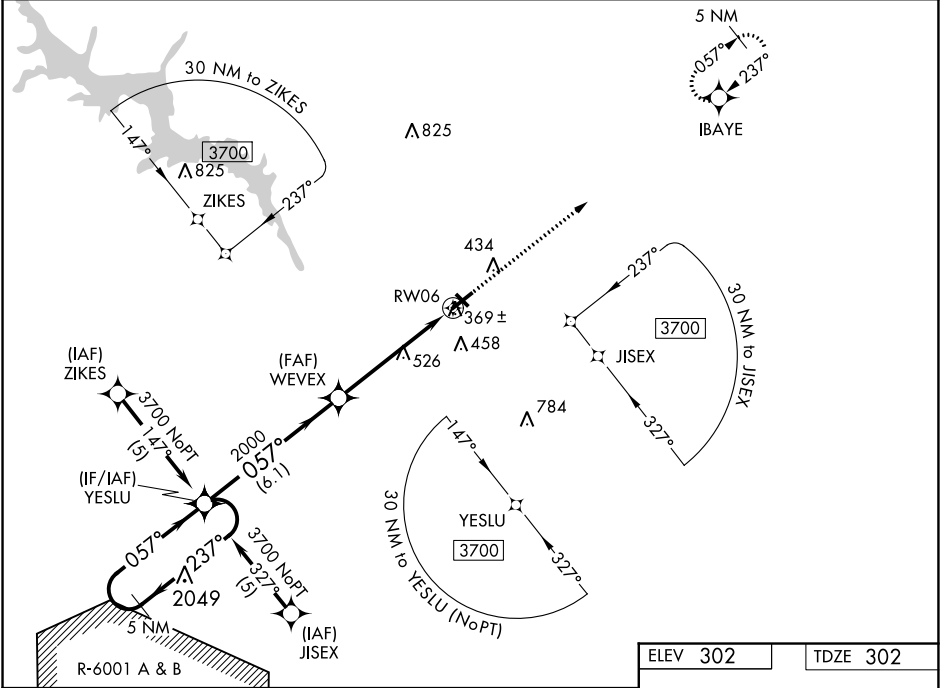 5 NM
057°
237°
IBAYE
30 NM to ZIKES
147°
3700
825
ZIKES
237°
825
434
RW06
369 ±
458
526
784
237°
30 NM to JISEX
3700
JISEX
327°
(IAF)
ZIKES
3700 NoPT
147°
(5)
(FAF)
WEVEX
2000
057°
(6.1)
(IF/IAF)
YESLU
057°
237°
2049
5 NM
3700 NoPT
327°
(5)
(IAF)
JISEX
R-6001 A & B
147°
YESLU
3700
327°
30 NM to YESLU (NoPT)
ELEV 302
TDZE 302